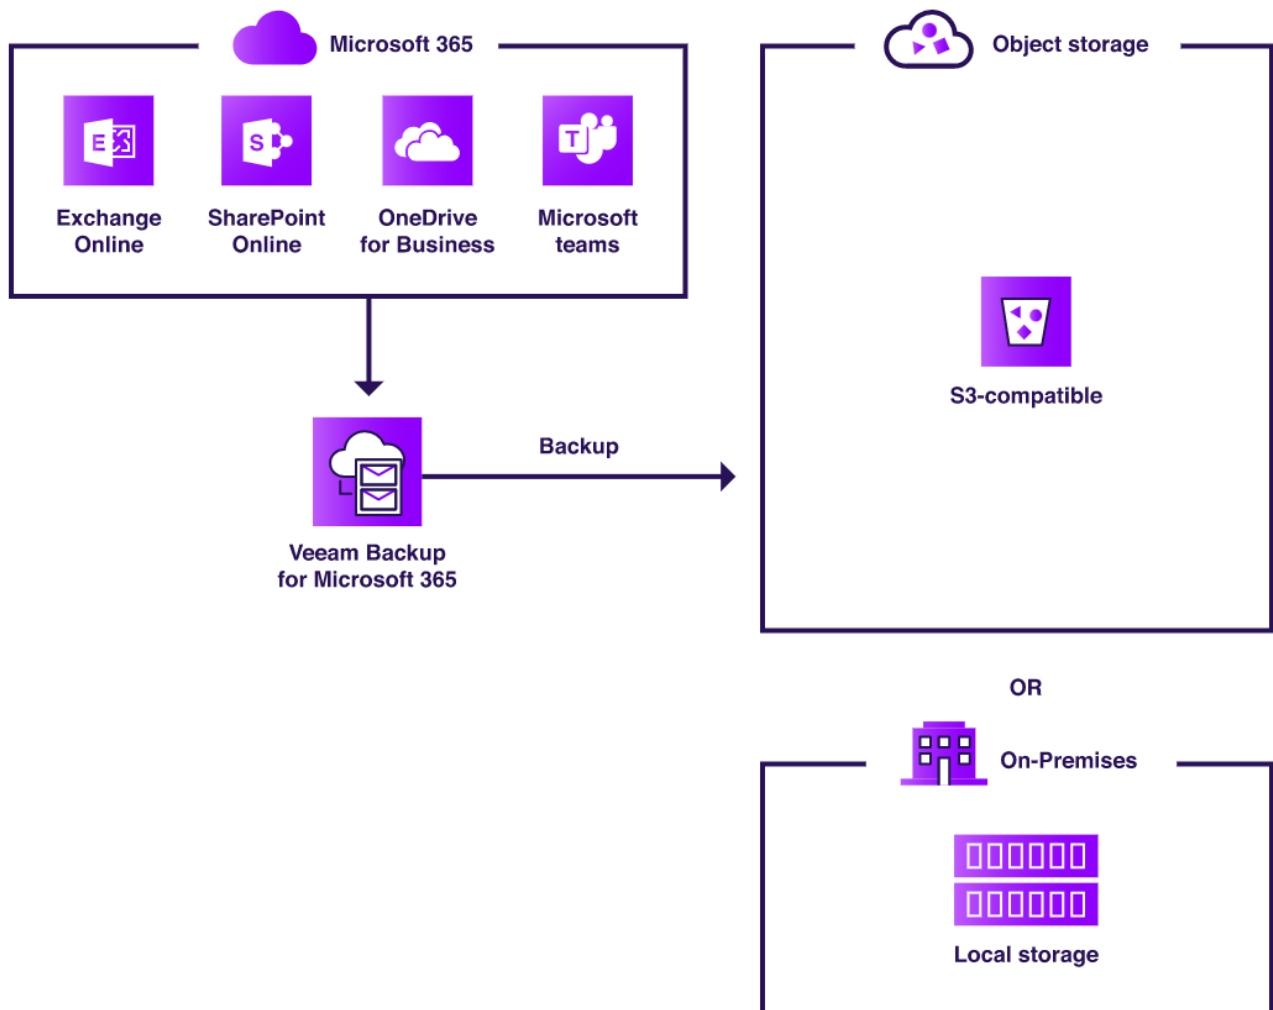 Microsoft 365
Object storage
E
S
T
Exchange
Online
SharePoint
Online
OneDrive
for Business
Microsoft
teams
S3-compatible
Backup
Veeam Backup
for Microsoft 365
OR
On-Premises
Local storage